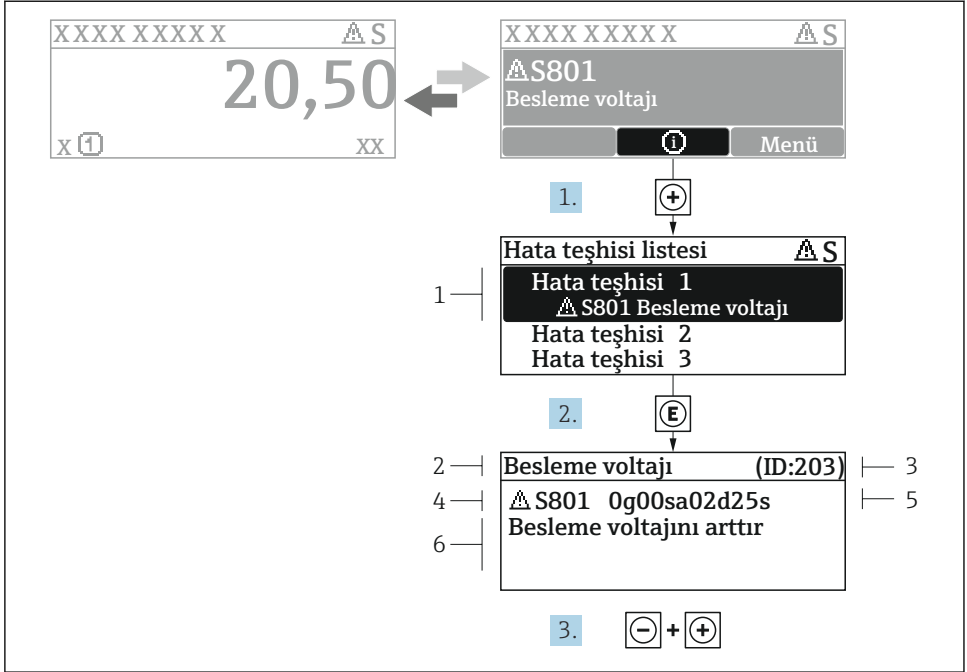 XXXX XXXXX S
20,50
x 1 XX
XXXX XXXXX S
S801
Besleme voltajı
i Menü
1. +
Hata teşhisi listesi S
1
Hata teşhisi 1
S801 Besleme voltajı
Hata teşhisi 2
Hata teşhisi 3
2. E
2 Besleme voltajı (ID:203) 3
4 S801 0g00sa02d25s 5
6 Besleme voltajını arttır
3. - + +